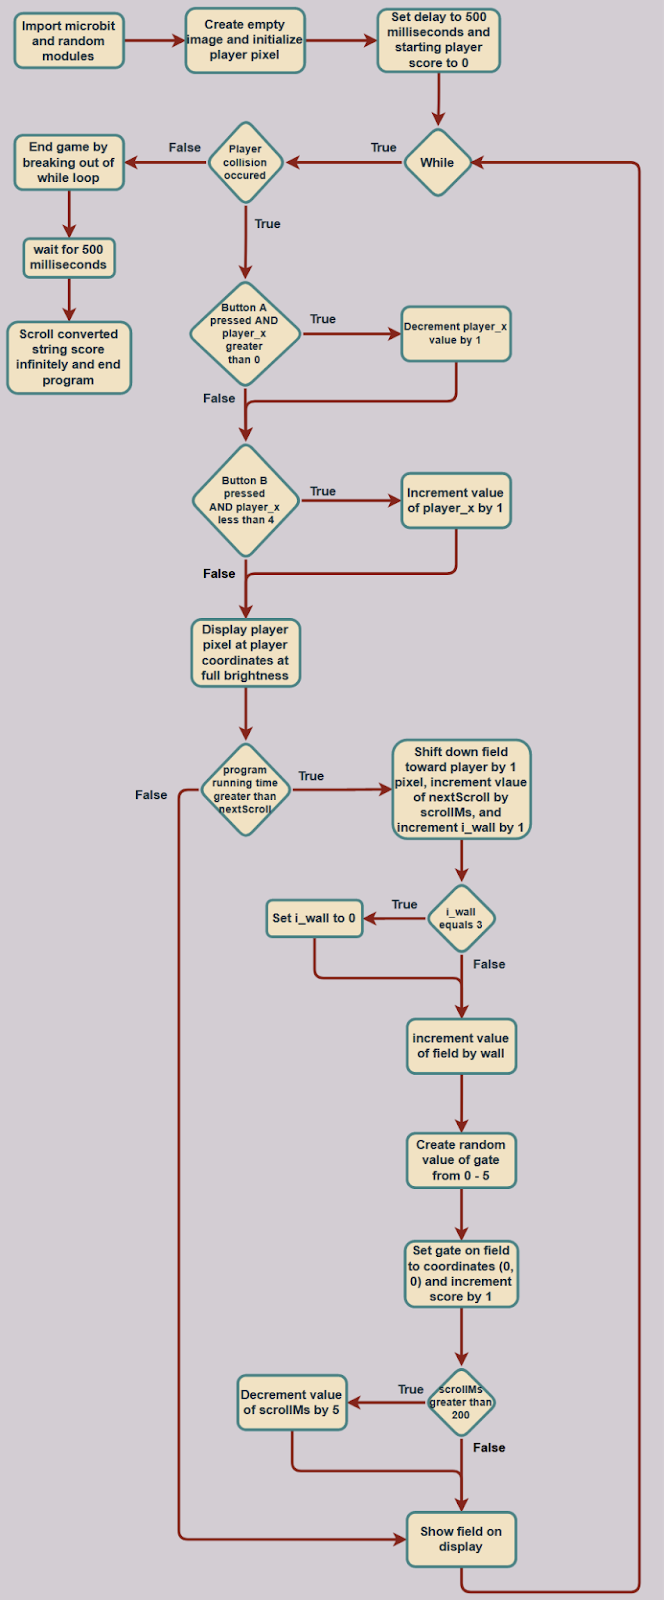 Import microbit
and random
modules
Create empty
image and initialize
player pixel
Set delay to 500
milliseconds and
starting player
score to 0
While
True
Player
collision
occured
False
End game by
breaking out of
while loop
wait for 500
milliseconds
Scroll converted
string score
infinitely and end
program
True
Button A
pressed AND
player_x
greater
than 0
True
Decrement player_x
value by 1
False
Button B
pressed
AND player_x
less than 4
True
Increment value
of player_x by 1
False
Display player
pixel at player
coordinates at
full brightness
program
running time
greater than
nextScroll
True
False
Shift down field
toward player by 1
pixel, increment vlaue
of nextScroll by
scrollMs, and
increment i_wall by 1
i_wall
equals 3
True
Set i_wall to 0
False
increment value
of field by wall
Create random
value of gate
from 0 - 5
Set gate on field
to coordinates (0,
0) and increment
score by 1
scrollMs
greater than
200
True
Decrement value
of scrollMs by 5
False
Show field on
display